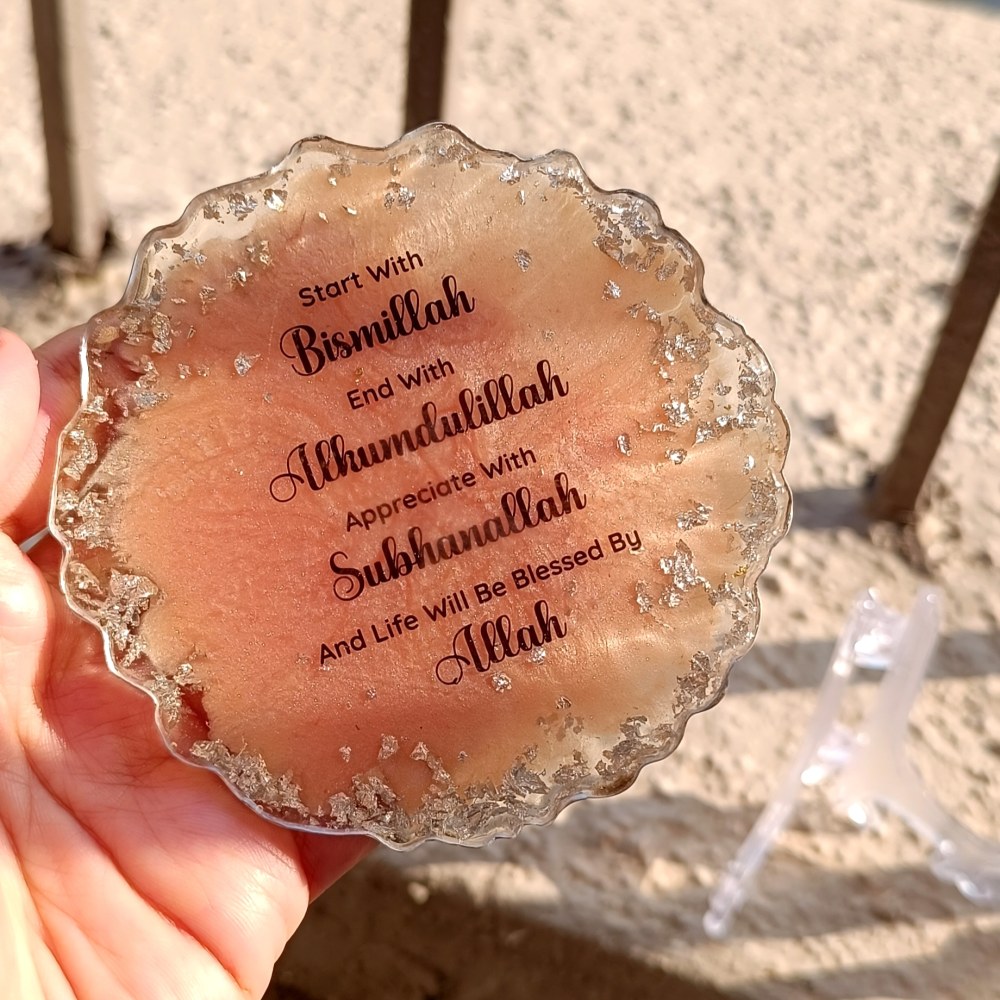 Start With
Bismillah
End With
Alhumdulillah
Appreciate With
Subhanallah
And Life Will Be Blessed By
Allah